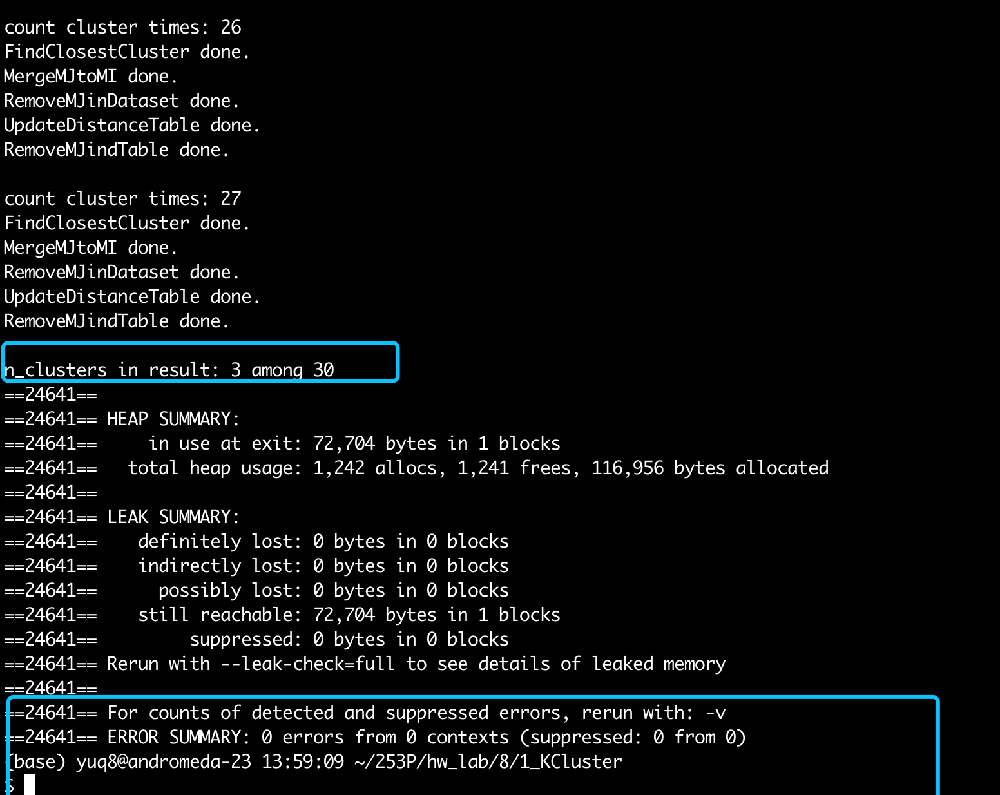 count cluster times: 26
FindClosestCluster done.
MergeMJtoMI done.
RemoveMJinDataset done.
UpdateDistanceTable done.
RemoveMJindTable done.
count cluster times: 27
FindClosestCluster done.
MergeMJtoMI done.
RemoveMJinDataset done.
UpdateDistanceTable done.
RemoveMJindTable done.
n_clusters in result: 3 among 30
==24641==
==24641== HEAP SUMMARY:
==24641==     in use at exit: 72,704 bytes in 1 blocks
==24641==   total heap usage: 1,242 allocs, 1,241 frees, 116,956 bytes allocated
==24641==
==24641== LEAK SUMMARY:
==24641==    definitely lost: 0 bytes in 0 blocks
==24641==    indirectly lost: 0 bytes in 0 blocks
==24641==      possibly lost: 0 bytes in 0 blocks
==24641==    still reachable: 72,704 bytes in 1 blocks
==24641==         suppressed: 0 bytes in 0 blocks
==24641== Rerun with --leak-check=full to see details of leaked memory
==24641==
==24641== For counts of detected and suppressed errors, rerun with: -v
==24641== ERROR SUMMARY: 0 errors from 0 contexts (suppressed: 0 from 0)
(base) yuq8@andromeda-23 13:59:09 ~/253P/hw_lab/8/1_KCluster
$